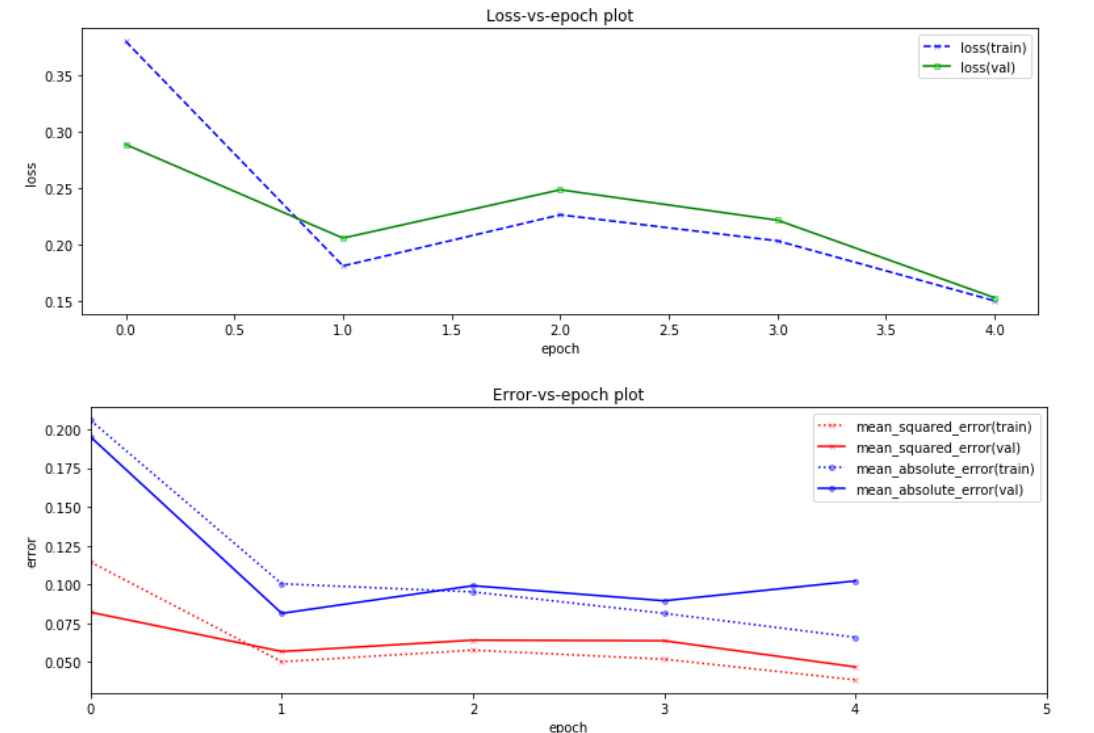 Loss-vs-epoch plot
loss(train)
loss(val)
0.35
0.30
0.25
0.20
0.15
loss
0.0 0.5 1.0 1.5 2.0 2.5 3.0 3.5 4.0
epoch
Error-vs-epoch plot
mean_squared_error(train)
mean_squared_error(val)
mean_absolute_error(train)
mean_absolute_error(val)
0.200
0.175
0.150
0.125
0.100
0.075
0.050
error
0 1 2 3 4 5
epoch